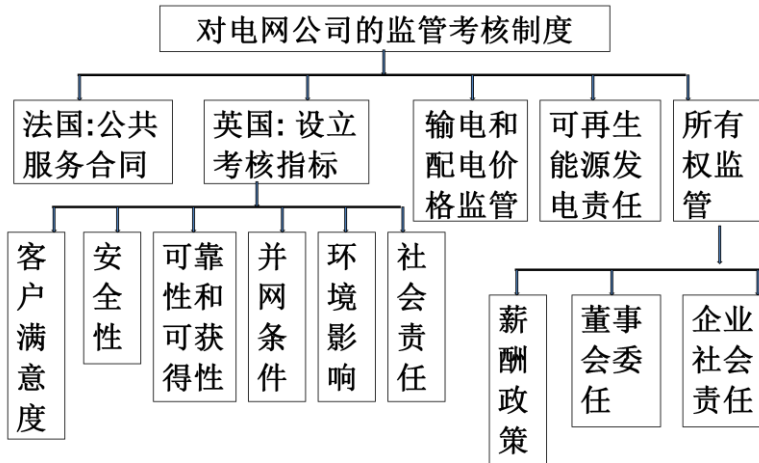 对电网公司的监管考核制度
法国:公共
服务合同
英国: 设立
考核指标
输电和
配电价
格监管
可再生
能源发
电责任
所有
权监
管
客
户
满
意
度
安
全
性
可靠
性和
可获
得性
并
网
条
件
环
境
影
响
社
会
责
任
薪
酬
政
策
董事
会委
任
企业
社会
责任